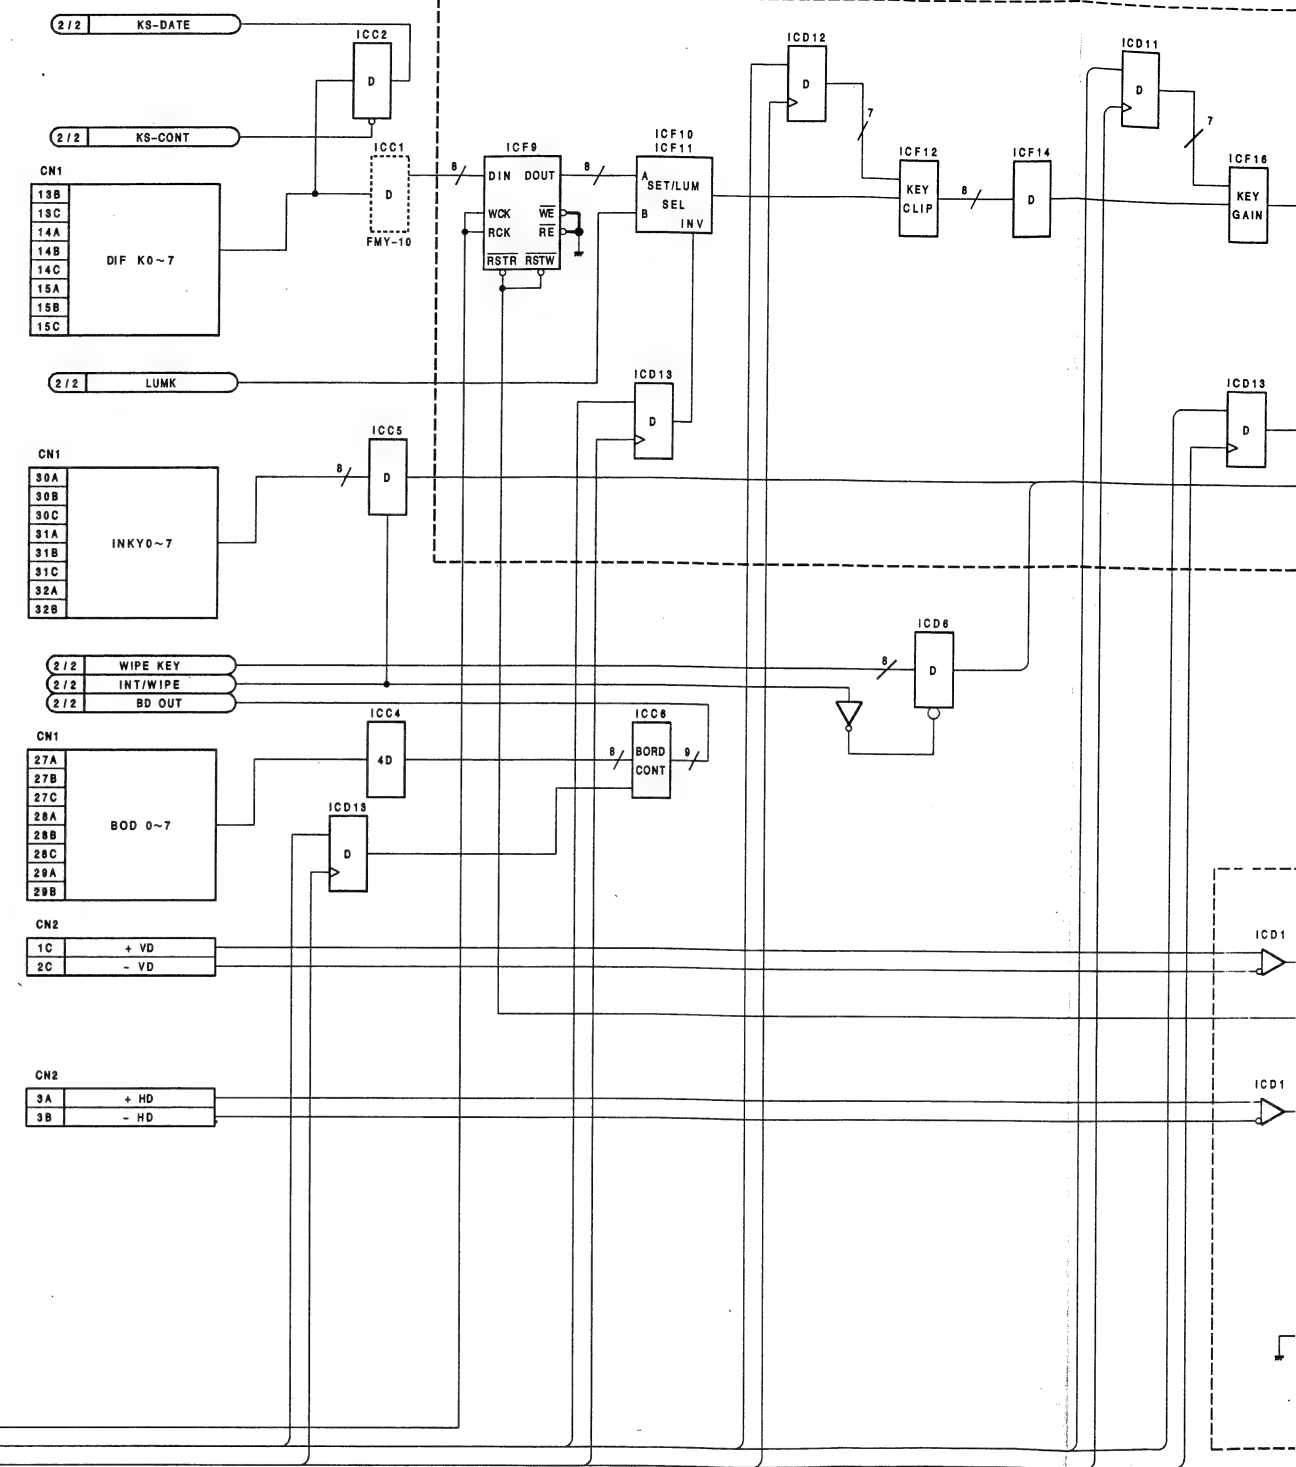 2/2 KS-DATE
ICC2
D
2/2 KS-CONT
ICC1
D
FMY-10
CN1
13B
13C
14A
14B
14C
15A
15B
15C
DIF K0~7
8
ICF9
DIN DOUT
WCK WE
RCK RE
RSTR RSTW
8
ICF10
ICF11
A SET/LUM
SEL
B
INV
ICD12
D
7
ICF12
KEY
CLIP
8
ICF14
D
ICD11
D
7
ICF16
KEY
GAIN
2/2 LUMK
ICD13
D
ICD13
D
CN1
30A
30B
30C
31A
31B
31C
32A
32B
INKY0~7
8
ICC5
D
2/2 WIPE KEY
2/2 INT/WIPE
2/2 BD OUT
8
ICD6
D
CN1
27A
27B
27C
28A
28B
28C
29A
29B
BOD 0~7
ICC4
4D
8
ICC6
BORD
CONT
9
ICD13
D
CN2
1C + VD
2C - VD
ICD1
CN2
3A + HD
3B - HD
ICD1